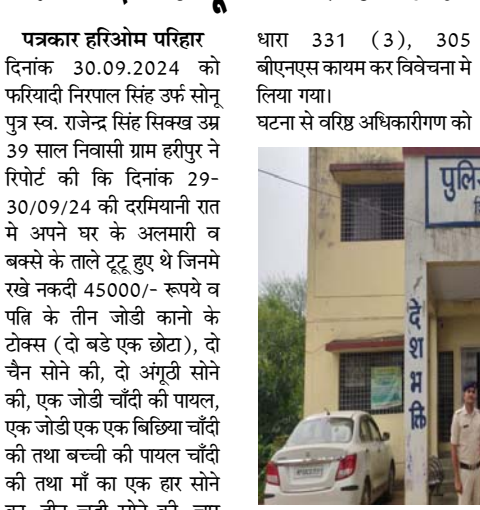 पत्रकार हरिओम परिहार
दिनांक 30.09.2024 को
फरियादी निरपाल सिंह उर्फ सोनू
पुत्र स्व. राजेन्द्र सिंह सिक्ख उम्र
39 साल निवासी ग्राम हरीपुर ने
रिपोर्ट की कि दिनांक 29-
30/09/24 की दरमियानी रात
मे अपने घर के अलमारी व
बक्से के ताले टूटू हुए थे जिनमे
रखे नकदी 45000/- रूपये व
पत्नि के तीन जोडी कानो के
टोक्स (दो बडे एक छोटा), दो
चैन सोने की, दो अंगूठी सोने
की, एक जोडी चाँदी की पायल,
एक जोडी एक एक बिछिया चाँदी
की तथा बच्ची की पायल चाँदी
की तथा माँ का एक हार सोने
धारा 331 (3), 305
बीएनएस कायम कर विवेचना मे
लिया गया।
घटना से वरिष्ठ अधिकारीगण को
पुलि
देश भक्ति